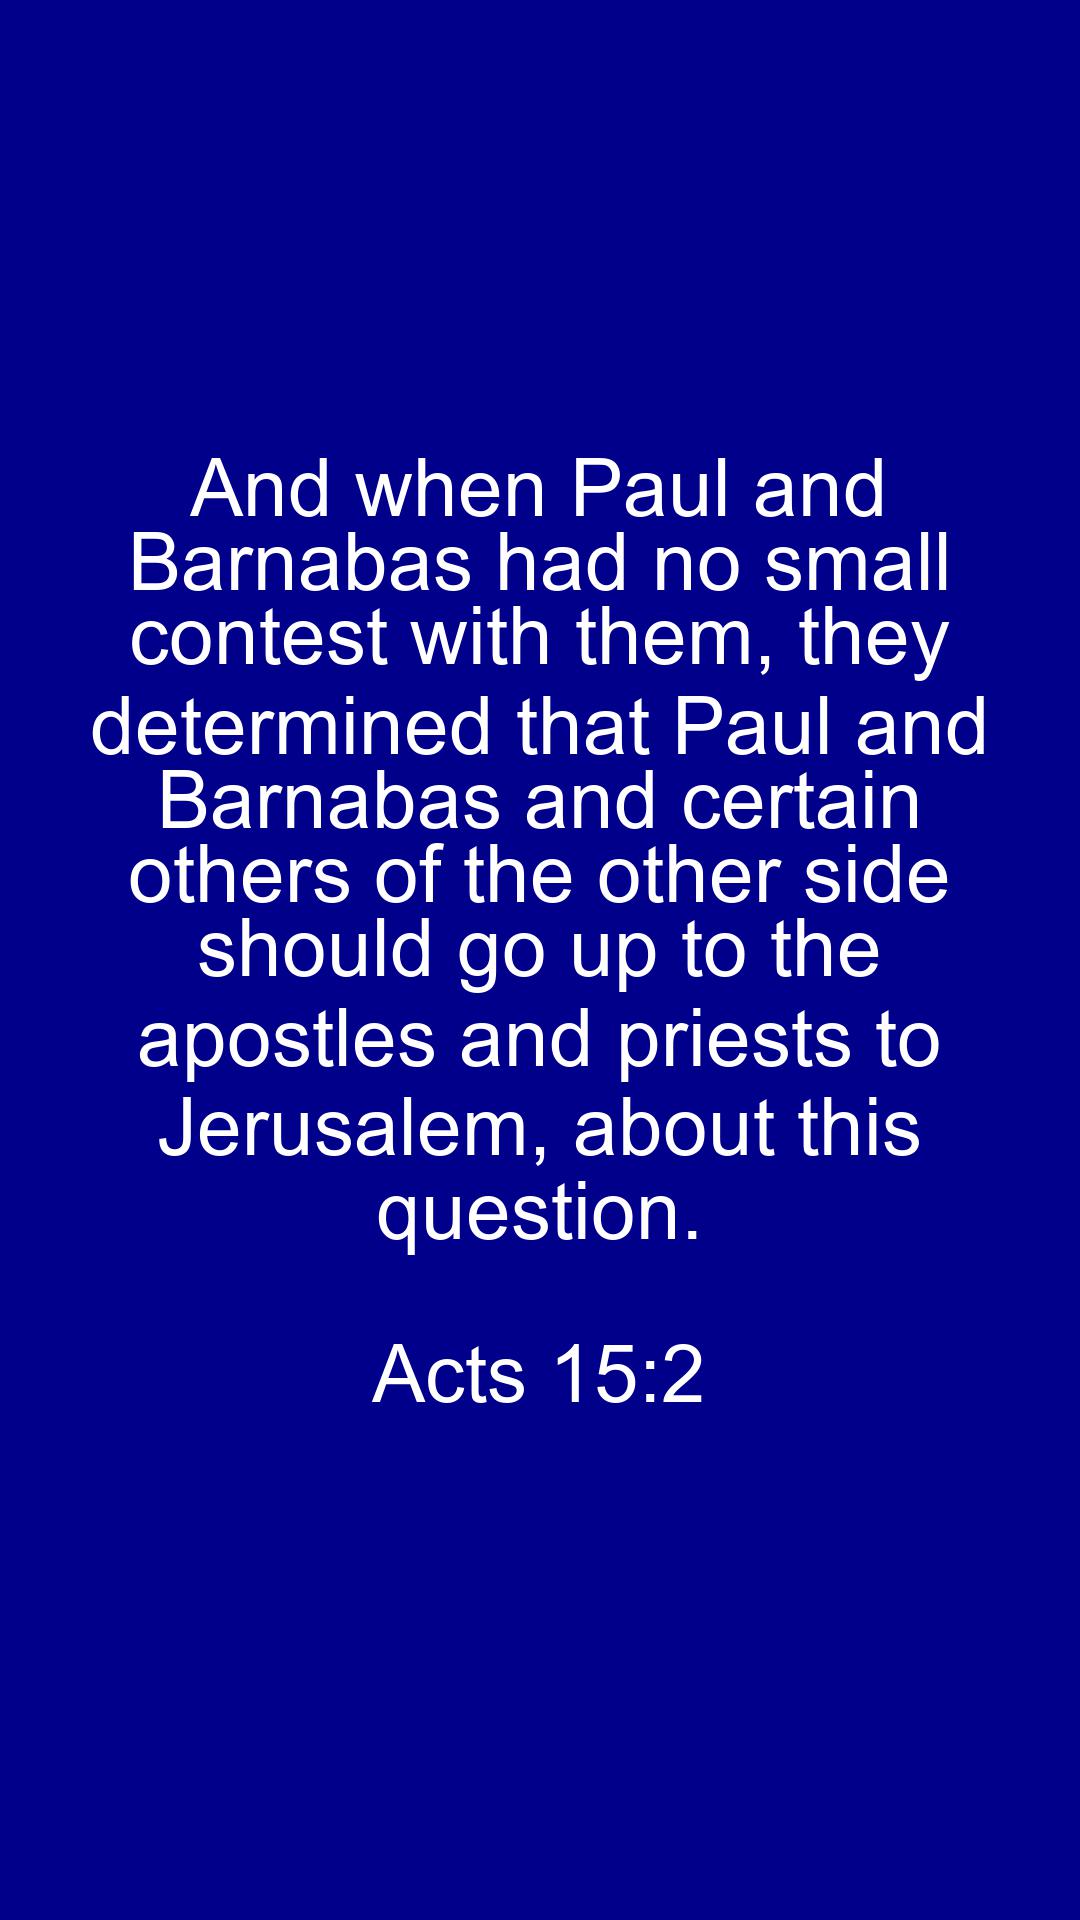 And when Paul and
Barnabas had no small
contest with them, they
determined that Paul and
Barnabas and certain
others of the other side
should go up to the
apostles and priests to
Jerusalem, about this
question.
Acts 15:2